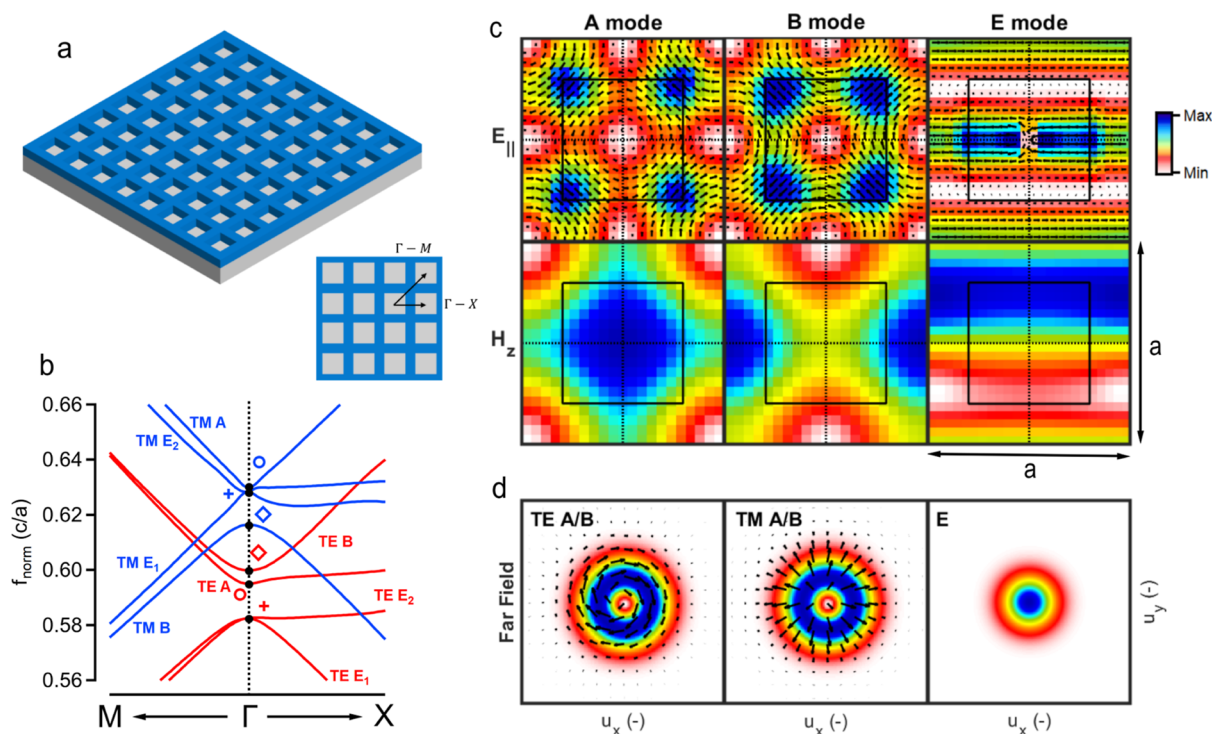 a
Γ − M
Γ − X
b
0.66
0.64
0.62
0.60
0.58
0.56
f_norm (c/a)
TM A
TM E₂
TM E₁
TM B
TE B
TE A
TE E₂
TE E₁
M
Γ
X
c
A mode
B mode
E mode
E_||
H_z
Max
Min
a
a
d
TE A/B
TM A/B
E
Far Field
u_y (-)
u_x (-)
u_x (-)
u_x (-)